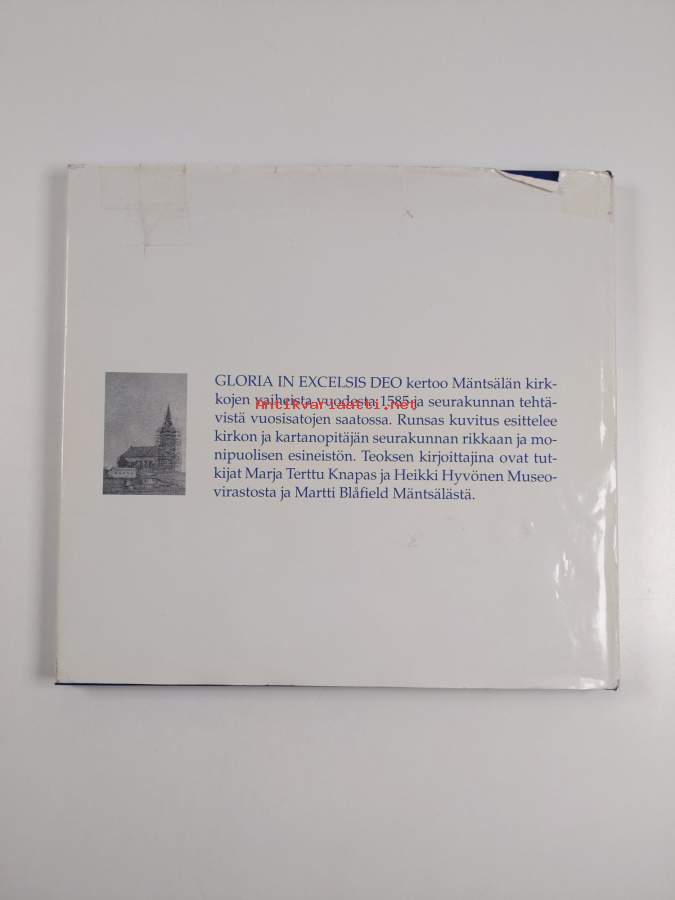 GLORIA IN EXCELSIS DEO kertoo Mäntsälän kirk-
kojen vaiheista vuodesta 1585 ja seurakunnan tehtä-
Antikvariaatti.net
vistä vuosisatojen saatossa. Runsas kuvitus esittelee
kirkon ja kartanopitäjän seurakunnan rikkaan ja mo-
nipuolisen esineistön. Teoksen kirjoittajina ovat tut-
kijat Marja Terttu Knapas ja Heikki Hyvönen Museo-
virastosta ja Martti Blåfield Mäntsälästä.